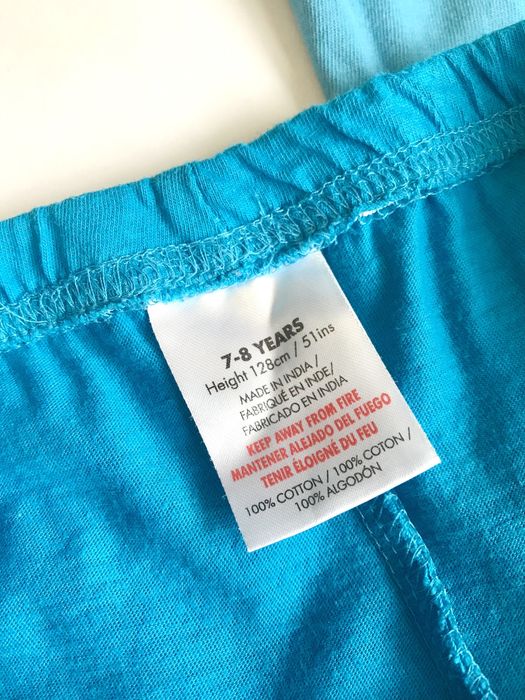 7-8 YEARS
Height 128cm / 51ins
MADE IN INDIA /
FABRIQUÉ EN INDE/
FABRICADO EN INDIA
KEEP AWAY FROM FIRE
MANTENER ALEJADO DEL FUEGO
TENIR ÉLOIGNÉ DU FEU
100% COTTON / 100% COTON /
100% ALGODÓN